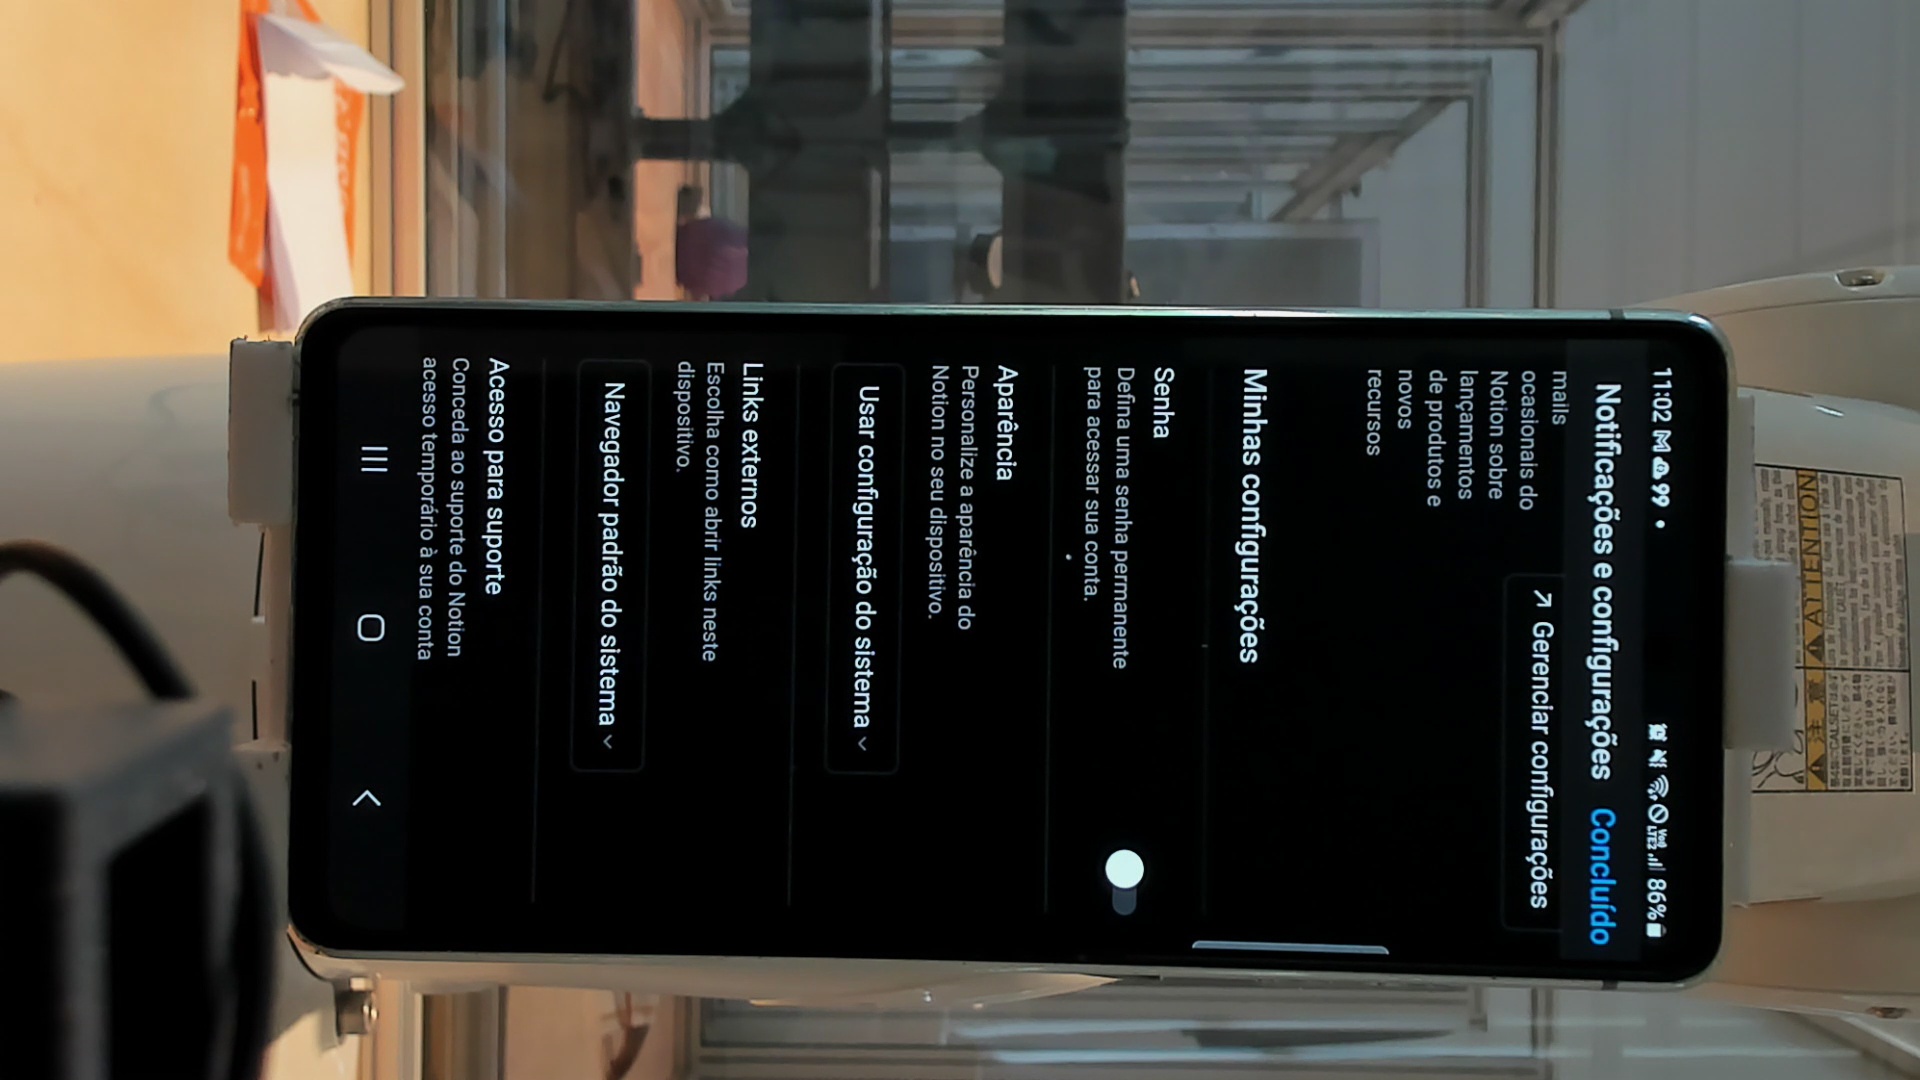 11:02
86%
Notificações e configurações
Concluído
mails
ocasionais do
Notion sobre
lançamentos
de produtos e
novos
recursos
Gerenciar configurações
Minhas configurações
Senha
Defina uma senha permanente
para acessar sua conta.
Aparência
Personalize a aparência do
Notion no seu dispositivo.
Usar configuração do sistema
Links externos
Escolha como abrir links neste
dispositivo.
Navegador padrão do sistema
Acesso para suporte
Conceda ao suporte do Notion
acesso temporário à sua conta
注意 ATTENTION